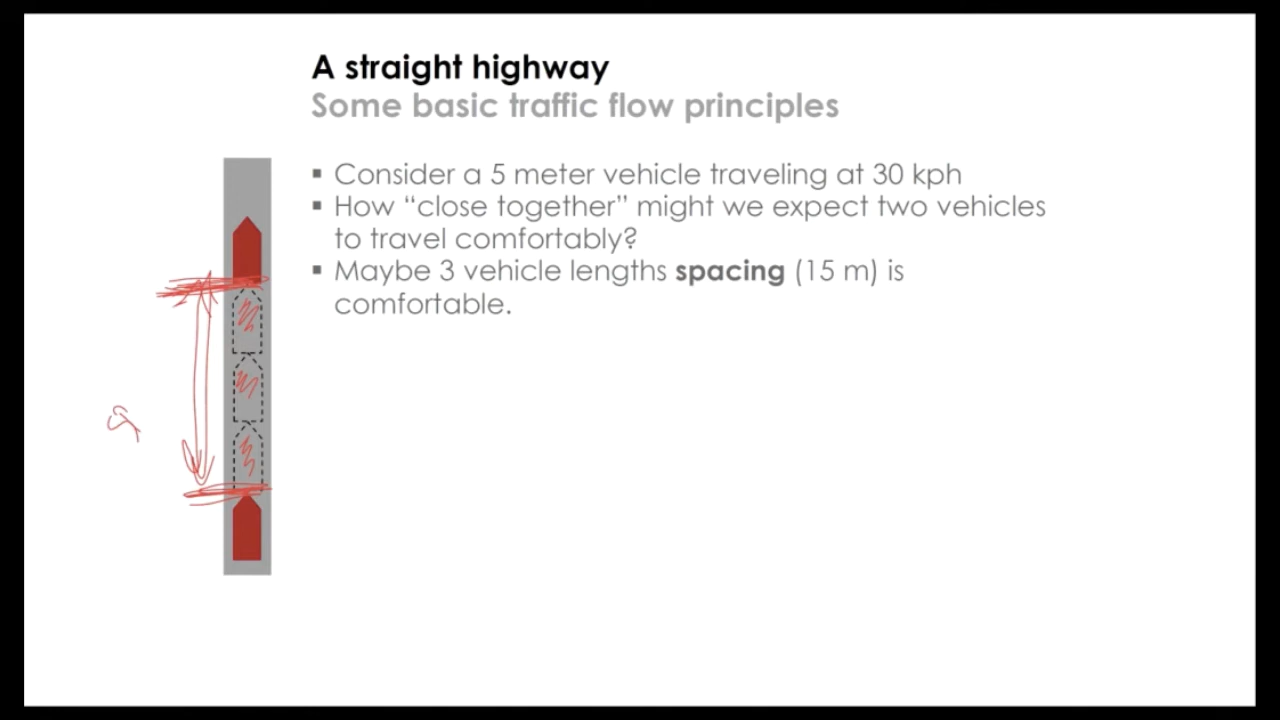 A straight highway
Some basic traffic flow principles
▪ Consider a 5 meter vehicle traveling at 30 kph
▪ How “close together” might we expect two vehicles
to travel comfortably?
▪ Maybe 3 vehicle lengths spacing (15 m) is
comfortable.